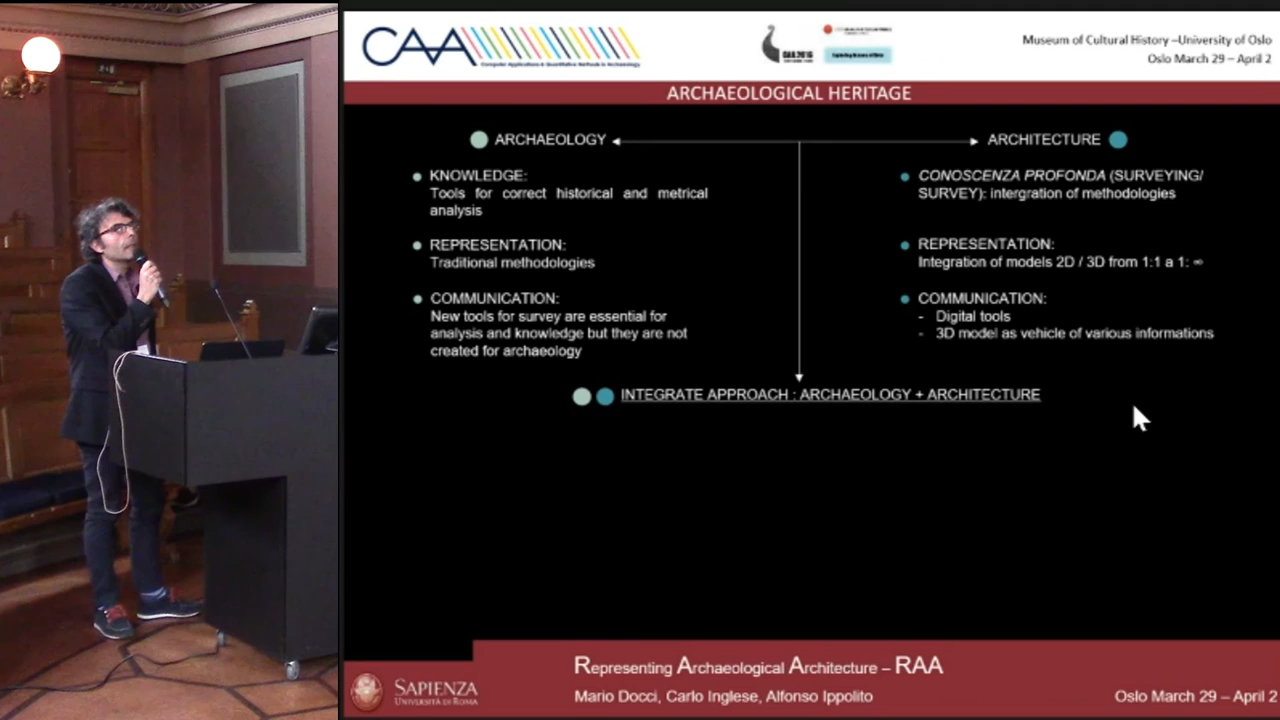 CAA
Computer Applications & Quantitative Methods in Archaeology
CAA 2016
Museum of Cultural History –University of Oslo
Oslo March 29 – April 2
ARCHAEOLOGICAL HERITAGE
ARCHAEOLOGY
KNOWLEDGE:
Tools for correct historical and metrical
analysis
REPRESENTATION:
Traditional methodologies
COMMUNICATION:
New tools for survey are essential for
analysis and knowledge but they are not
created for archaeology
ARCHITECTURE
CONOSCENZA PROFONDA (SURVEYING/
SURVEY): intergration of methodologies
REPRESENTATION:
Integration of models 2D / 3D from 1:1 a 1: ∞
COMMUNICATION:
- Digital tools
- 3D model as vehicle of various informations
INTEGRATE APPROACH : ARCHAEOLOGY + ARCHITECTURE
Representing Archaeological Architecture – RAA
Mario Docci, Carlo Inglese, Alfonso Ippolito
Oslo March 29 – April 2
SAPIENZA
UNIVERSITÀ DI ROMA